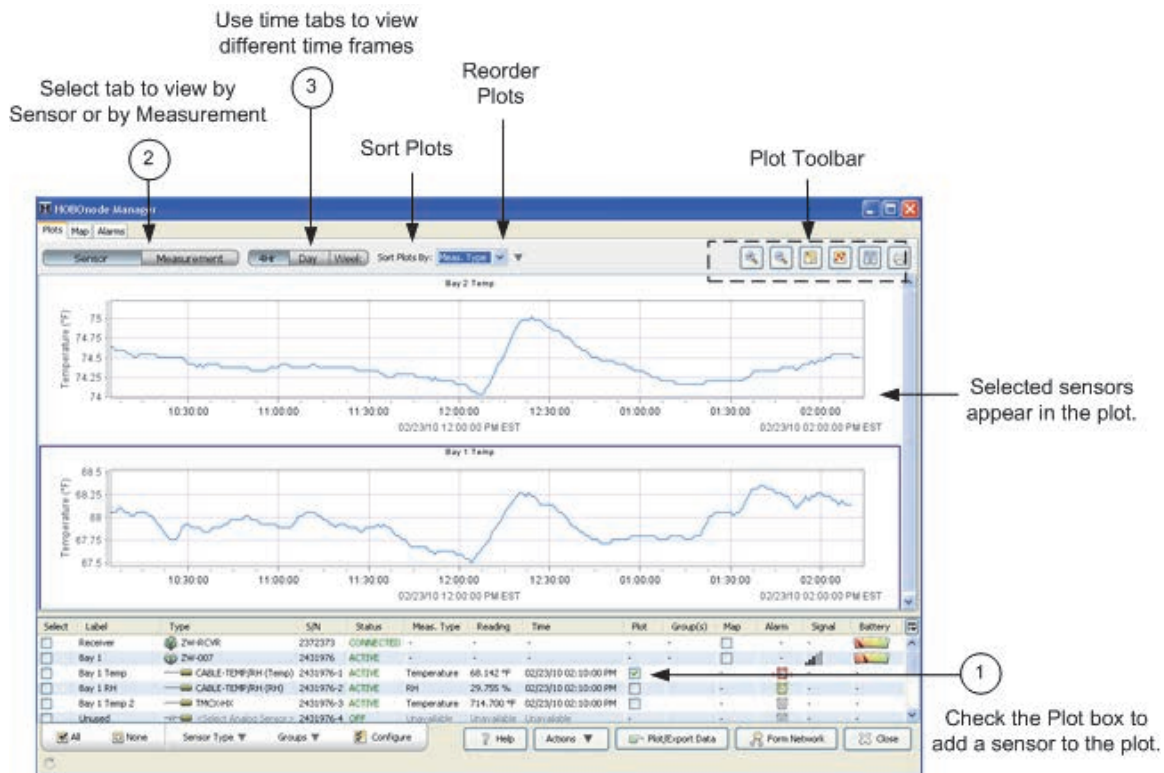 Use time tabs to view
different time frames
Select tab to view by
Sensor or by Measurement
3
Reorder
Plots
2
Sort Plots
Plot Toolbar
HOBOnode Manager
Plots Map Alarms
Sensor Measurement 4Hr Day Week Sort Plots By: Meas. Type
Bay 2 Temp
Temperature (°F)
75
74.75
74.5
74.25
74
10:30:00 11:00:00 11:30:00 12:00:00 12:30:00 01:00:00 01:30:00 02:00:00
02/23/10 12:00:00 PM EST 02/23/10 02:00:00 PM EST
Selected sensors
appear in the plot.
Bay 1 Temp
Temperature (°F)
68.5
68.25
68
67.75
67.5
10:30:00 11:00:00 11:30:00 12:00:00 12:30:00 01:00:00 01:30:00 02:00:00
02/23/10 12:00:00 PM EST 02/23/10 02:00:00 PM EST
Select Label Type S/N Status Meas. Type Reading Time Plot Group(s) Map Alarm Signal Battery
Receiver ZW-RCVR 2372373 CONNECTED - - - - - - -
Bay 1 ZW-007 2431976 ACTIVE - - - - - -
Bay 1 Temp CABLE-TEMP/RH (Temp) 2431976-1 ACTIVE Temperature 68.142 °F 02/23/10 02:10:00 PM - - - -
Bay 1 RH CABLE-TEMP/RH (RH) 2431976-2 ACTIVE RH 29.755 % 02/23/10 02:10:00 PM - - - -
Bay 1 Temp 2 TMCX-HX 2431976-3 ACTIVE Temperature 714.700 °F 02/23/10 02:10:00 PM - - - -
Unused <Select Analog Sensor> 2431976-4 OFF Unavailable Unavailable Unavailable - - - - -
All None Sensor Type Groups Configure Help Actions Plot/Export Data Form Network Close
1
Check the Plot box to
add a sensor to the plot.